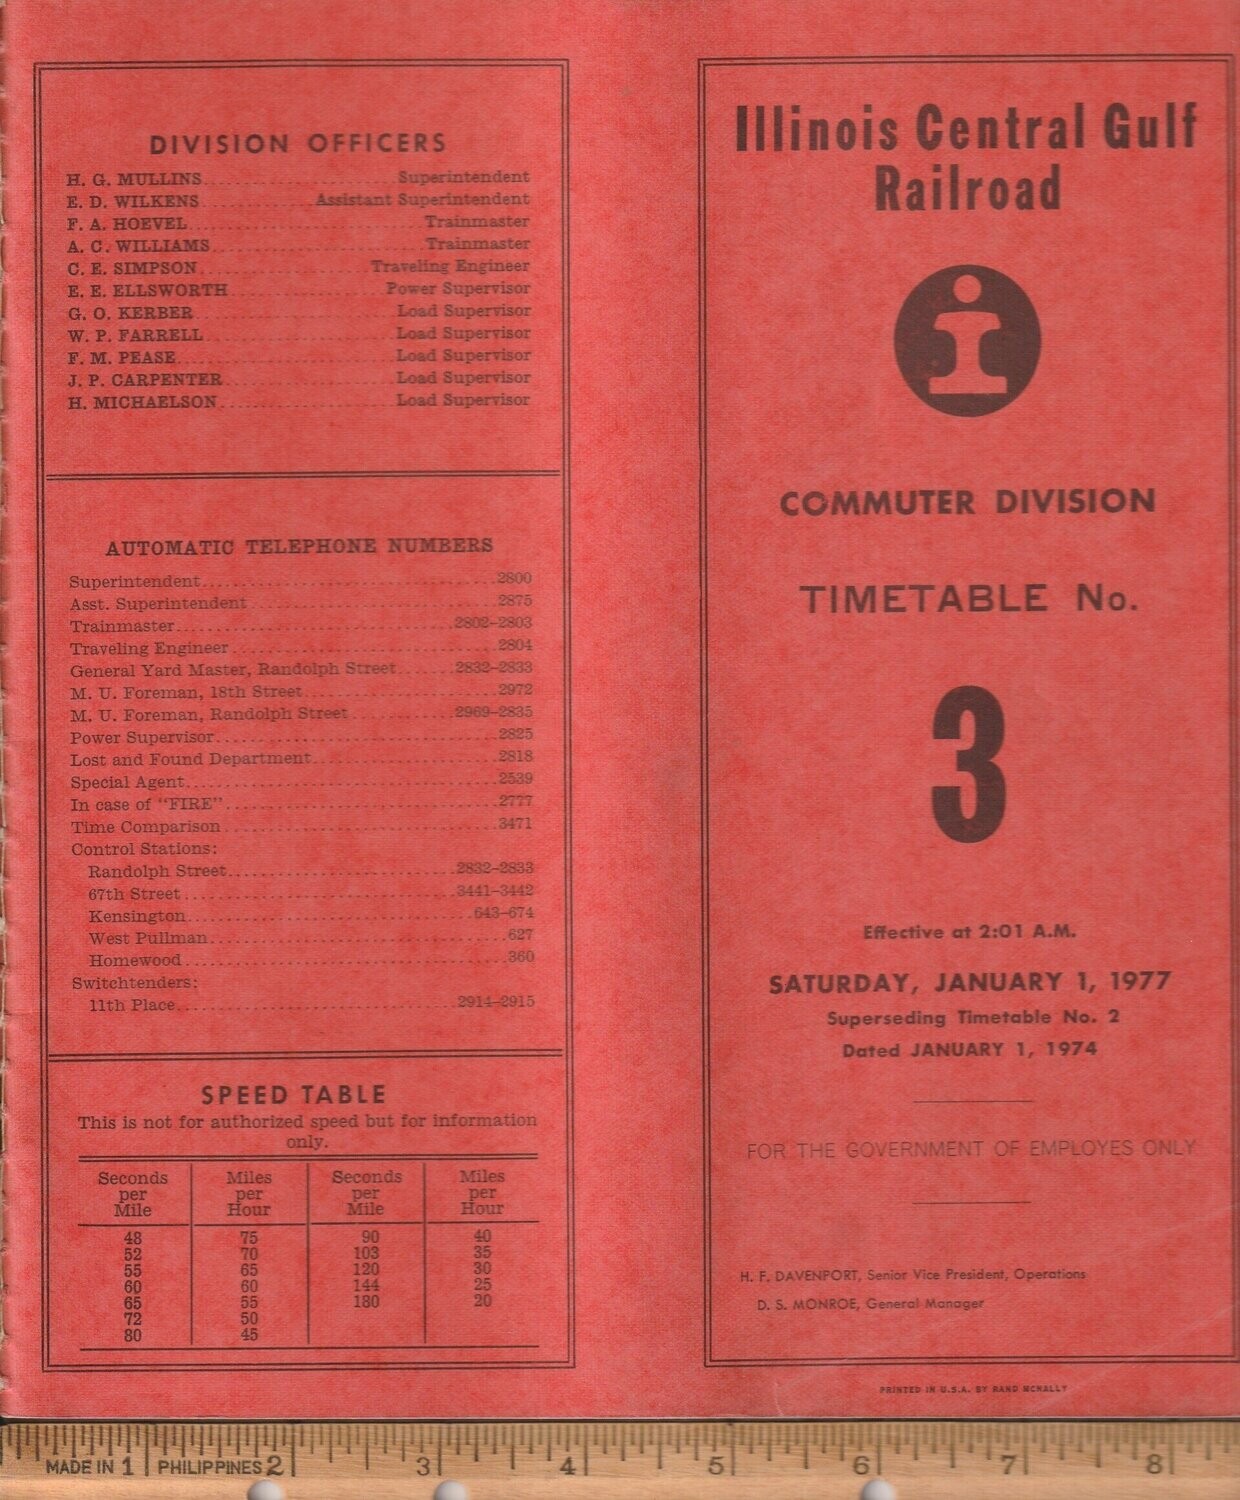 DIVISION OFFICERS
H. G. MULLINS Superintendent
E. D. WILKENS Assistant Superintendent
F. A. HOEVEL Trainmaster
A. C. WILLIAMS Trainmaster
C. E. SIMPSON Traveling Engineer
E. E. ELLSWORTH Power Supervisor
G. O. KERBER Load Supervisor
W. P. FARRELL Load Supervisor
F. M. PEASE Load Supervisor
J. P. CARPENTER Load Supervisor
H. MICHAELSON Load Supervisor
AUTOMATIC TELEPHONE NUMBERS
Superintendent 2800
Asst. Superintendent 2875
Trainmaster 2802-2803
Traveling Engineer 2804
General Yard Master, Randolph Street 2832-2833
M. U. Foreman, 18th Street 2972
M. U. Foreman, Randolph Street 2969-2835
Power Supervisor 2825
Lost and Found Department 2818
Special Agent 2539
In case of "FIRE" 2777
Time Comparison 3471
Control Stations:
Randolph Street 2832-2833
67th Street 3441-3442
Kensington 643-674
West Pullman 627
Homewood 360
Switchtenders:
11th Place 2914-2915
SPEED TABLE
This is not for authorized speed but for information
only.
Seconds Miles Seconds Miles
per per per per
Mile Hour Mile Hour
48 75 90 40
52 70 103 35
55 65 120 30
60 60 144 25
65 55 180 20
72 50
80 45
Illinois Central Gulf
Railroad
i
COMMUTER DIVISION
TIMETABLE No.
3
Effective at 2:01 A.M.
SATURDAY, JANUARY 1, 1977
Superseding Timetable No. 2
Dated JANUARY 1, 1974
FOR THE GOVERNMENT OF EMPLOYES ONLY
H. F. DAVENPORT, Senior Vice President, Operations
D. S. MONROE, General Manager
PRINTED IN U.S.A. BY RAND MCNALLY
MADE IN 1 PHILIPPINES 2 3 4 5 6 7 8